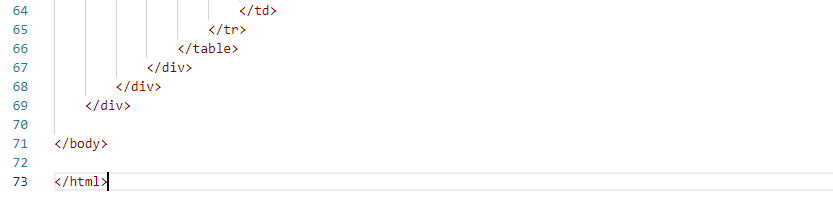 64 </td>
65 </tr>
66 </table>
67 </div>
68 </div>
69 </div>
70
71 </body>
72
73 </html>